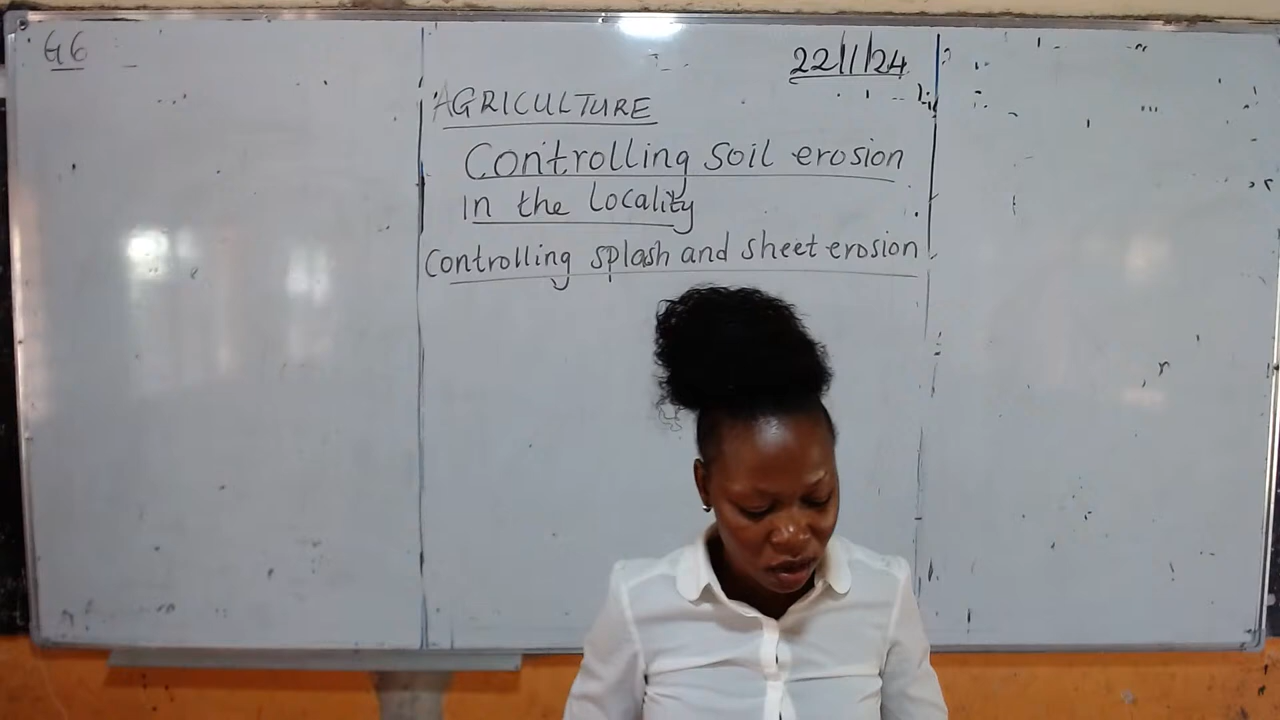 G6
22/1/24
AGRICULTURE
Controlling soil erosion
in the locality
Controlling splash and sheet erosion